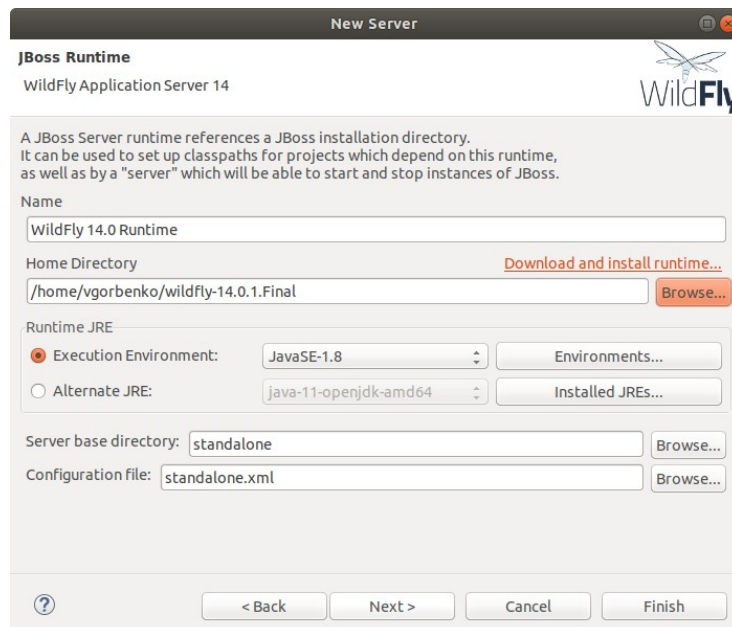 New Server
JBoss Runtime
WildFly Application Server 14
WildFly
A JBoss Server runtime references a JBoss installation directory.
It can be used to set up classpaths for projects which depend on this runtime,
as well as by a "server" which will be able to start and stop instances of JBoss.
Name
WildFly 14.0 Runtime
Home Directory Download and install runtime...
/home/vgorbenko/wildfly-14.0.1.Final Browse...
Runtime JRE
Execution Environment: JavaSE-1.8 Environments...
Alternate JRE: java-11-openjdk-amd64 Installed JREs...
Server base directory: standalone Browse...
Configuration file: standalone.xml Browse...
? < Back Next > Cancel Finish